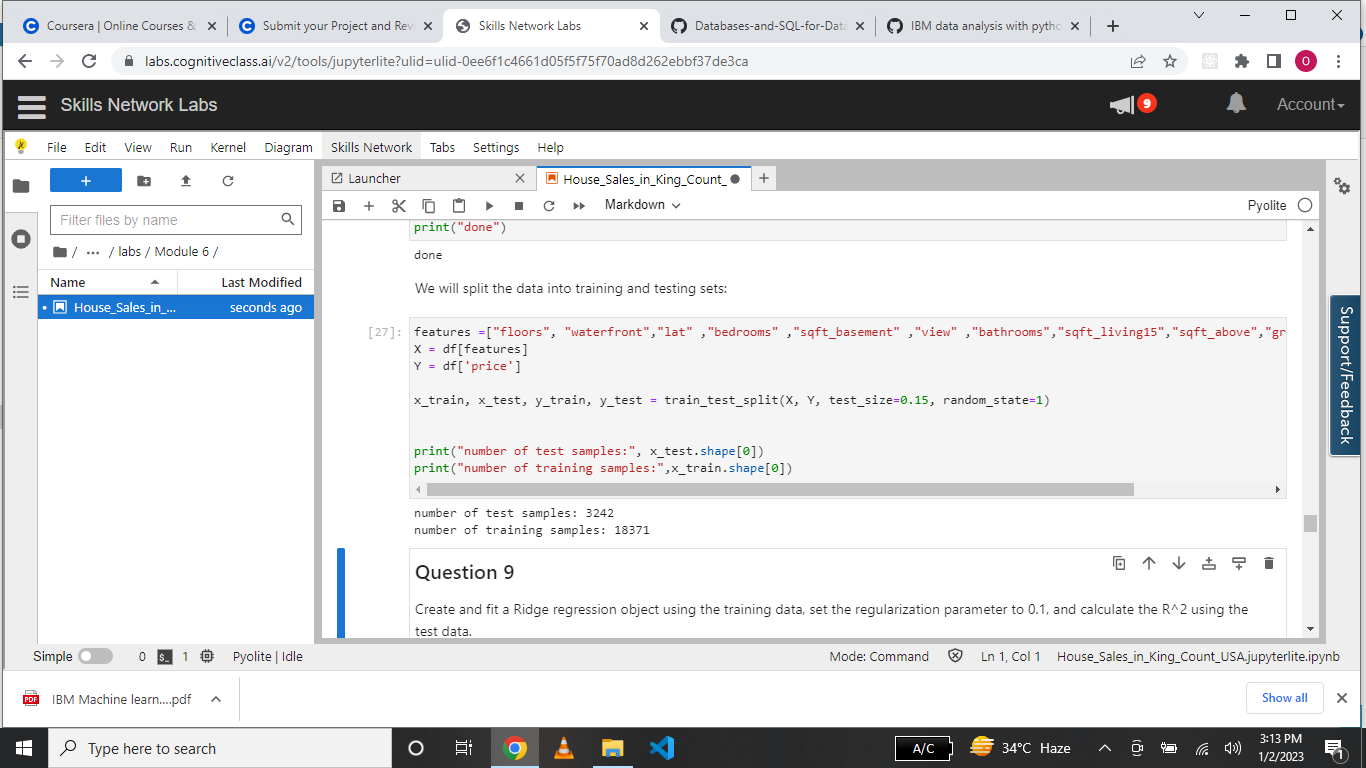 Coursera | Online Courses &
Submit your Project and Rev
Skills Network Labs
Databases-and-SQL-for-Data
IBM data analysis with pytho
labs.cognitiveclass.ai/v2/tools/jupyterlite?ulid=ulid-0ee6f1c4661d05f5f75f70ad8d262ebbf37de3ca
O
Skills Network Labs
9
Account
File Edit View Run Kernel Diagram Skills Network Tabs Settings Help
Launcher
House_Sales_in_King_Count_
Markdown
Pyolite
Filter files by name
/ ... / labs / Module 6 /
Name Last Modified
House_Sales_in_... seconds ago
print("done")
done
We will split the data into training and testing sets:
[27]:
features =["floors", "waterfront","lat" ,"bedrooms" ,"sqft_basement" ,"view" ,"bathrooms","sqft_living15","sqft_above","gr
X = df[features]
Y = df['price']
x_train, x_test, y_train, y_test = train_test_split(X, Y, test_size=0.15, random_state=1)
print("number of test samples:", x_test.shape[0])
print("number of training samples:",x_train.shape[0])
number of test samples: 3242
number of training samples: 18371
Question 9
Create and fit a Ridge regression object using the training data, set the regularization parameter to 0.1, and calculate the R^2 using the
test data.
Support/Feedback
Simple 0 $_ 1 Pyolite | Idle
Mode: Command Ln 1, Col 1 House_Sales_in_King_Count_USA.jupyterlite.ipynb
PDF IBM Machine learn....pdf
Show all
Type here to search
A/C
34°C Haze
3:13 PM
1/2/2023
1